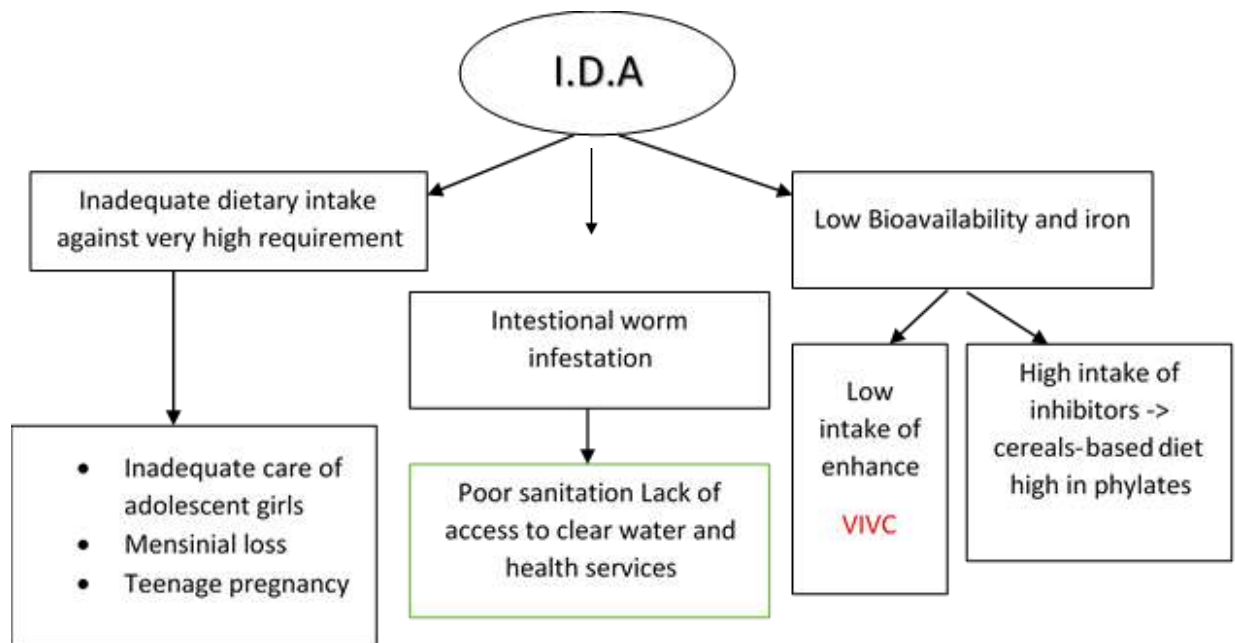 I.D.A
Inadequate dietary intake
against very high requirement
Low Bioavailability and iron
Intestional worm
infestation
Low
intake of
enhance
VIVC
High intake of
inhibitors ->
cereals-based diet
high in phylates
• Inadequate care of
adolescent girls
• Mensinial loss
• Teenage pregnancy
Poor sanitation Lack of
access to clear water and
health services